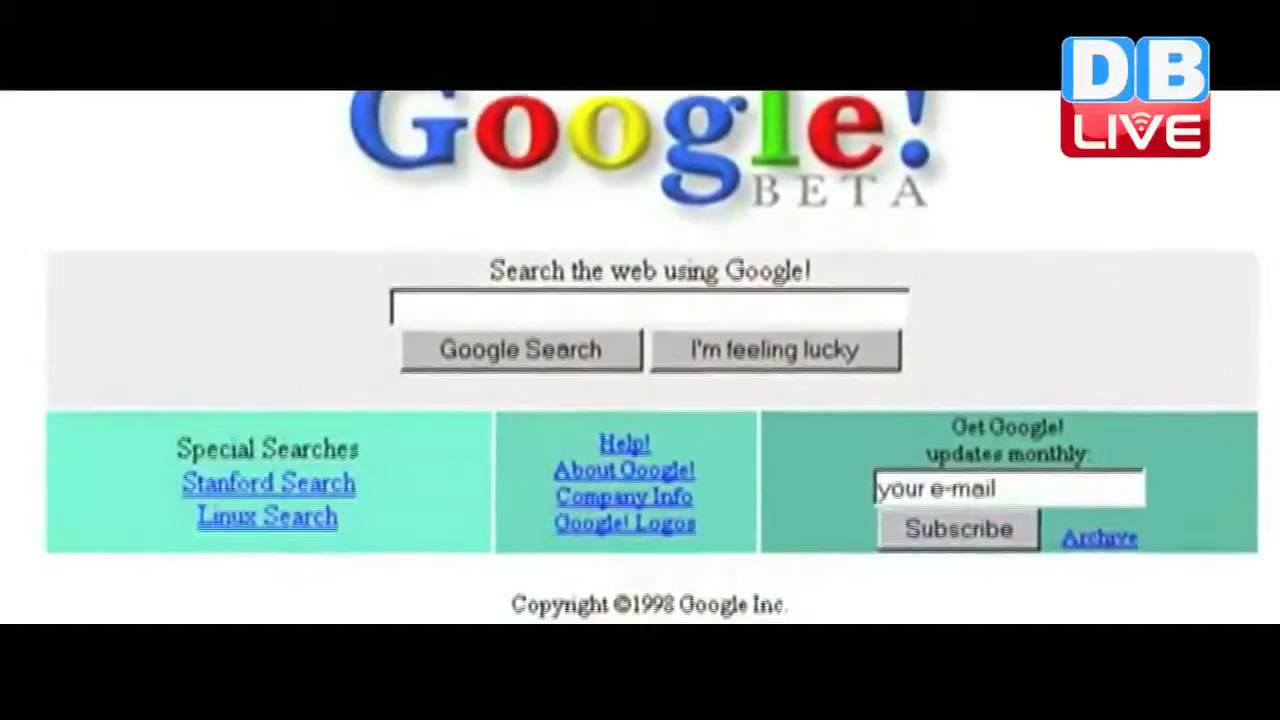 DB
LIVE
Google!
BETA
Search the web using Google!
Google Search
I'm feeling lucky
Special Searches
Stanford Search
Linux Search
Help!
About Google!
Company Info
Google! Logos
Get Google!
updates monthly:
your e-mail
Subscribe
Archive
Copyright ©1998 Google Inc.